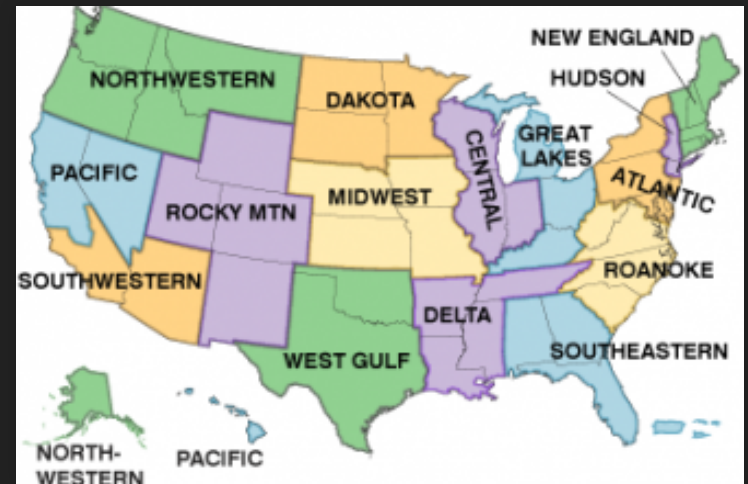 NEW ENGLAND
HUDSON
NORTHWESTERN
DAKOTA
GREAT
LAKES
CENTRAL
PACIFIC
MIDWEST
ATLANTIC
ROCKY MTN
ROANOKE
SOUTHWESTERN
DELTA
SOUTHEASTERN
WEST GULF
NORTH-
WESTERN
PACIFIC